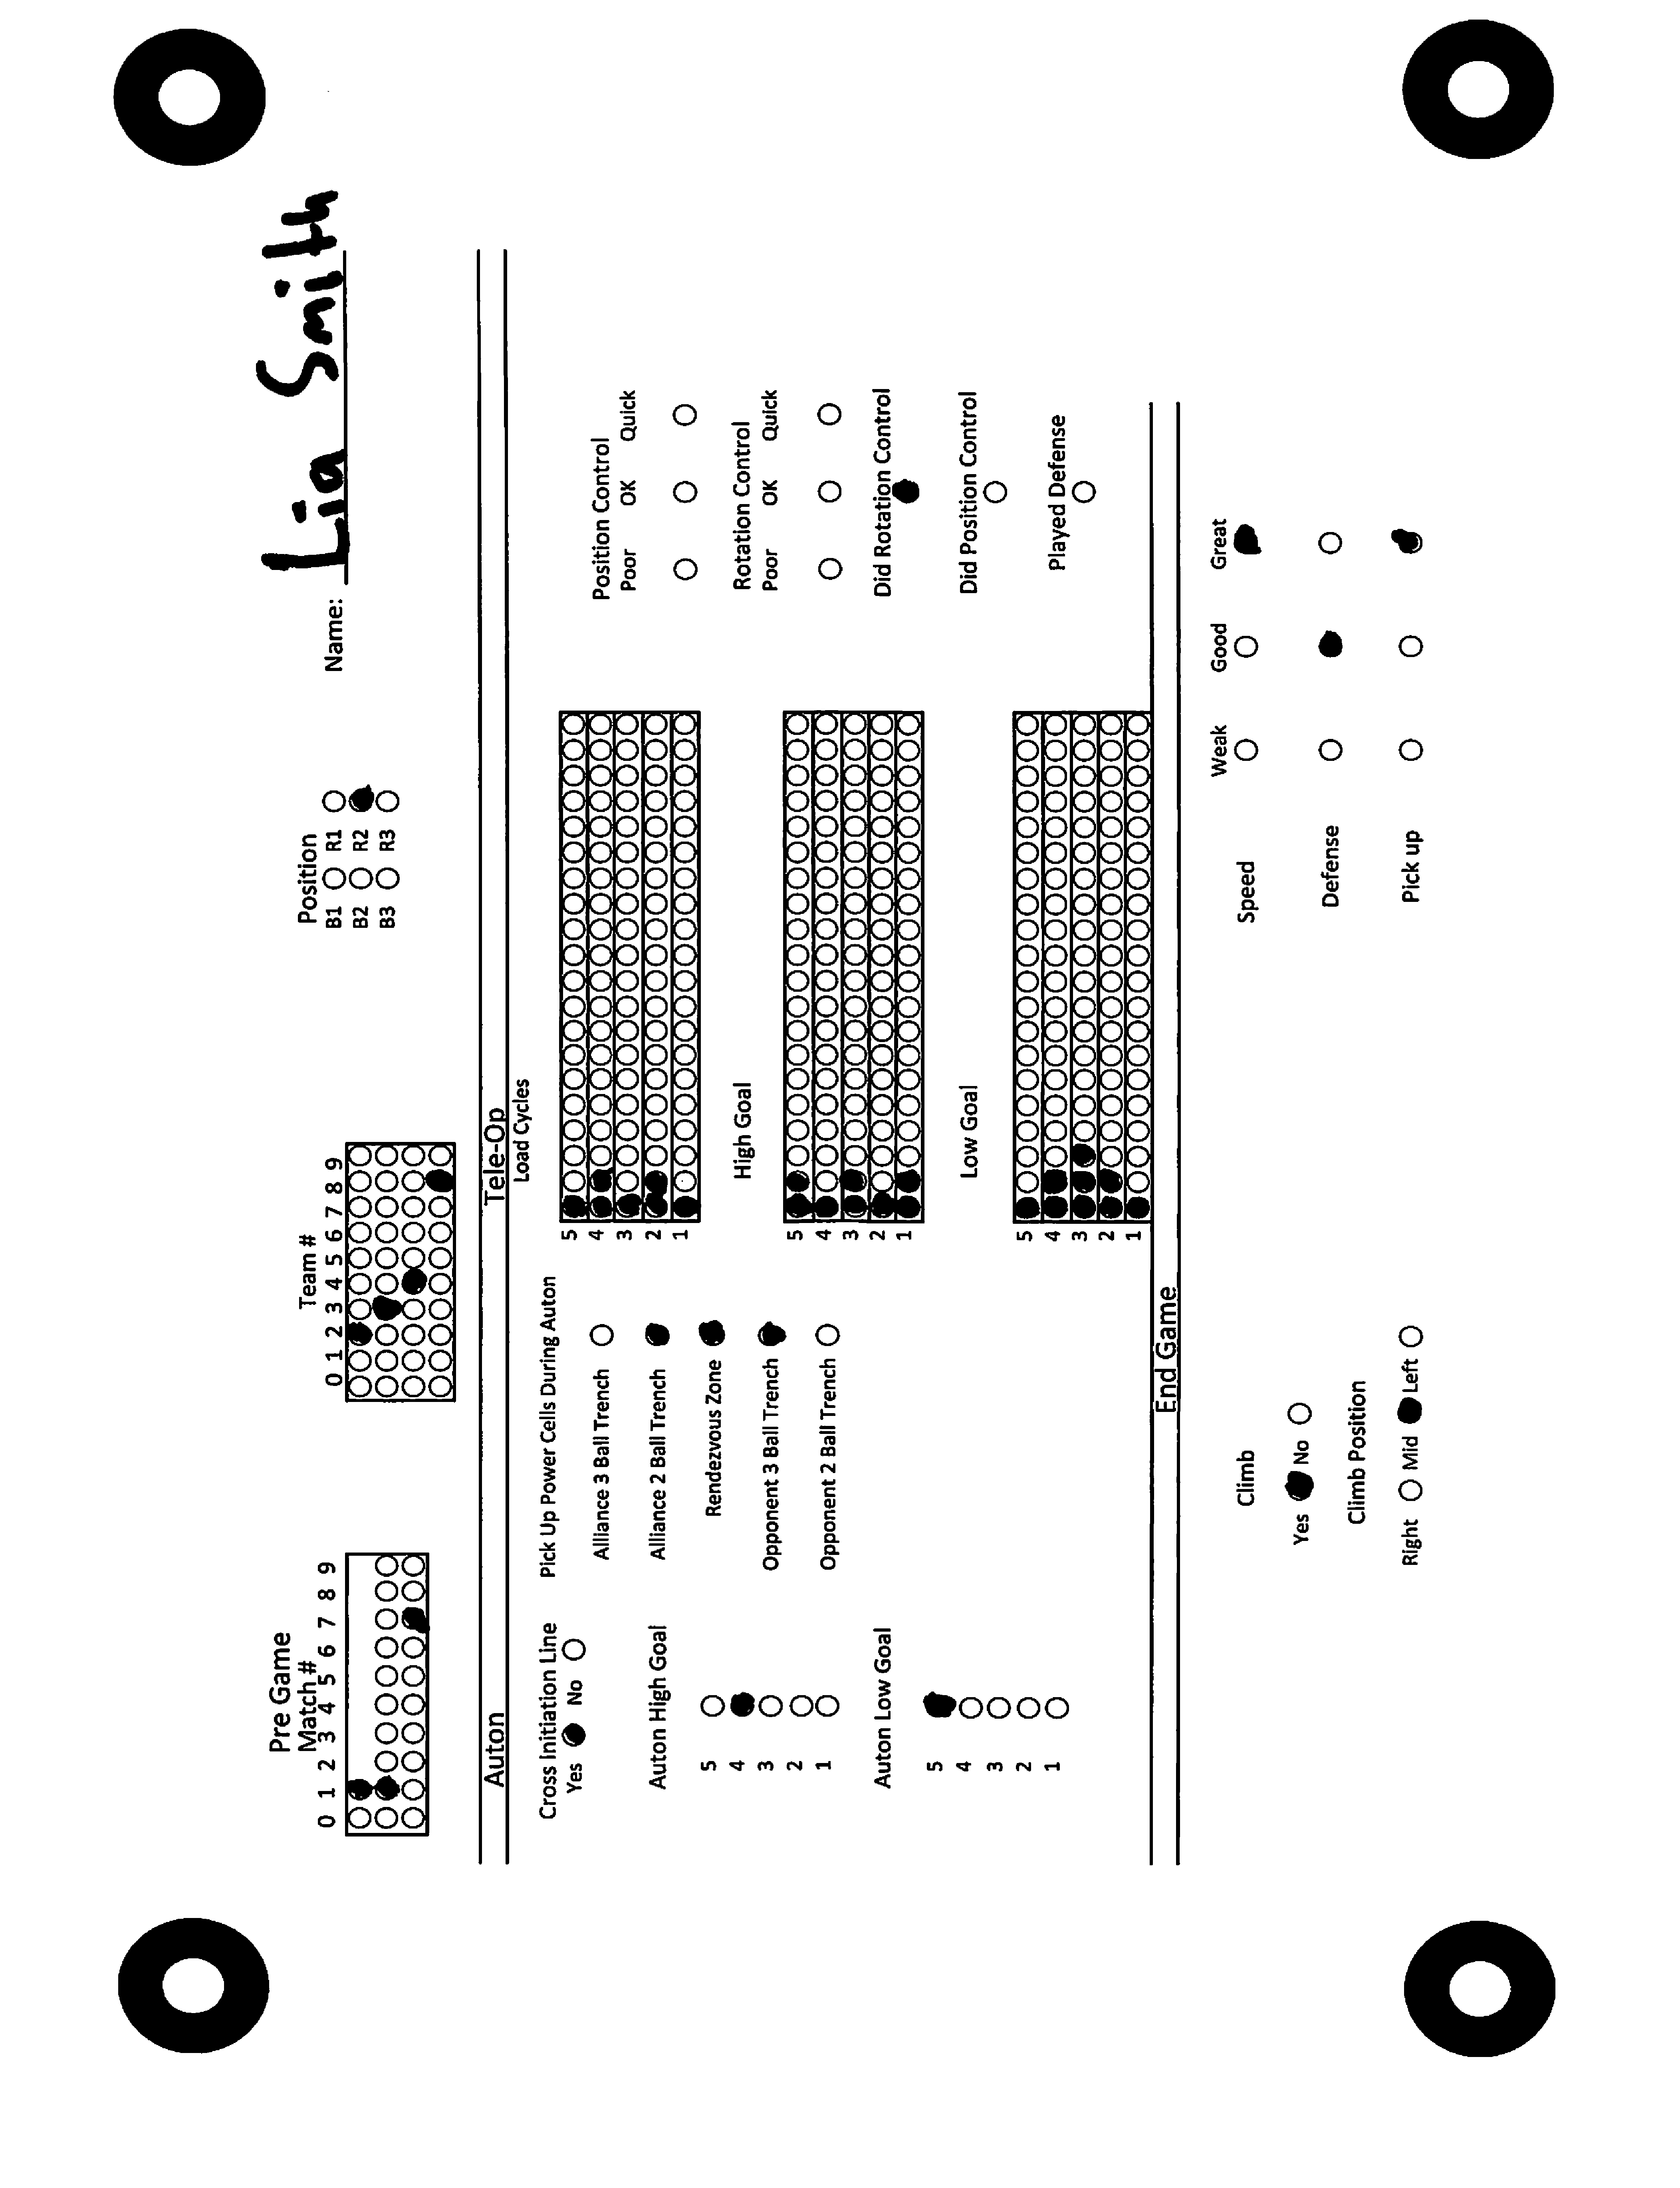 Name: Lia Smith
Pre Game
Match #
0 1 2 3 4 5 6 7 8 9
Team #
0 1 2 3 4 5 6 7 8 9
Position
B1 R1
B2 R2
B3 R3
Auton
Tele-Op
Cross Initiation Line
Yes No
Auton High Goal
5
4
3
2
1
Auton Low Goal
5
4
3
2
1
Pick Up Power Cells During Auton
Alliance 3 Ball Trench
Alliance 2 Ball Trench
Rendezvous Zone
Opponent 3 Ball Trench
Opponent 2 Ball Trench
Load Cycles
5
4
3
2
1
High Goal
5
4
3
2
1
Low Goal
5
4
3
2
1
Position Control
Poor OK Quick
Rotation Control
Poor OK Quick
Did Rotation Control
Did Position Control
Played Defense
End Game
Climb
Yes No
Climb Position
Right Mid Left
Weak Good Great
Speed
Defense
Pick up